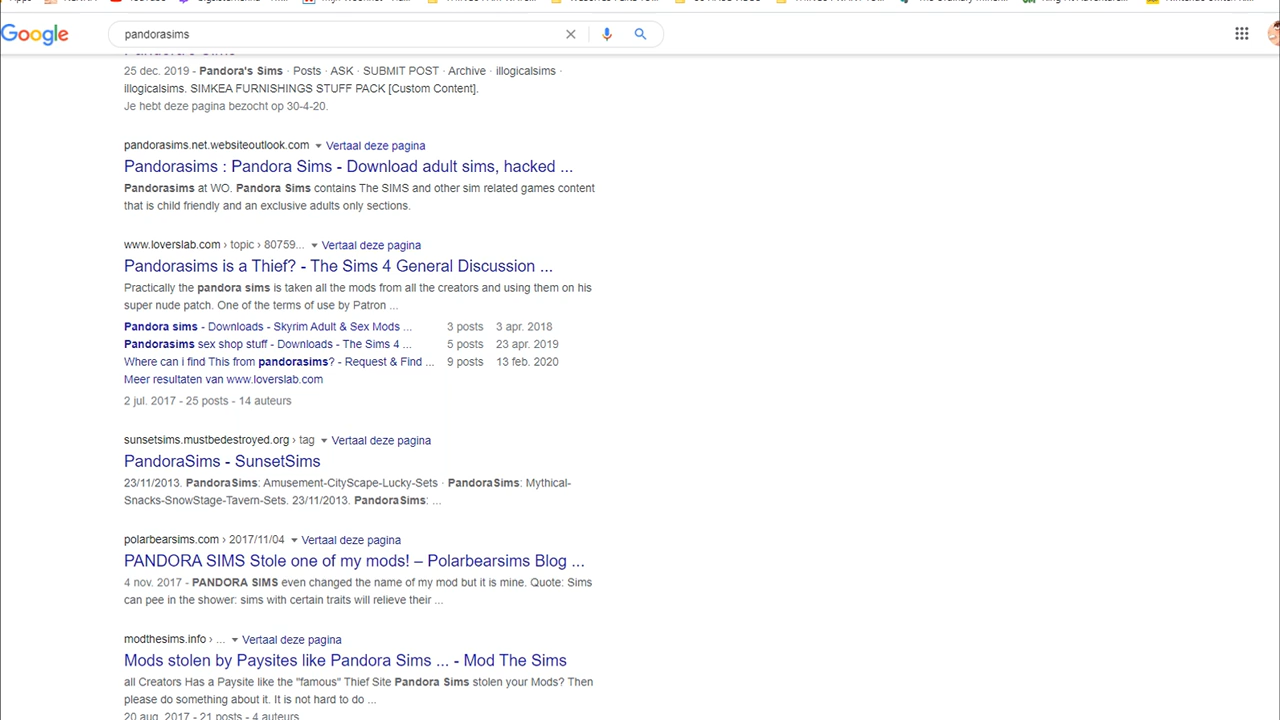 Google
pandorasims
25 dec. 2019 - Pandora's Sims · Posts · ASK · SUBMIT POST · Archive · illogicalsims ·
illogicalsims. SIMKEA FURNISHINGS STUFF PACK [Custom Content].
Je hebt deze pagina bezocht op 30-4-20.
pandorasims.net.websiteoutlook.com ▾ Vertaal deze pagina
Pandorasims : Pandora Sims - Download adult sims, hacked ...
Pandorasims at WO. Pandora Sims contains The SIMS and other sim related games content
that is child friendly and an exclusive adults only sections.
www.loverslab.com › topic › 80759... ▾ Vertaal deze pagina
Pandorasims is a Thief? - The Sims 4 General Discussion ...
Practically the pandora sims is taken all the mods from all the creators and using them on his
super nude patch. One of the terms of use by Patron ...
Pandora sims - Downloads - Skyrim Adult & Sex Mods ... 3 posts 3 apr. 2018
Pandorasims sex shop stuff - Downloads - The Sims 4 ... 5 posts 23 apr. 2019
Where can i find This from pandorasims? - Request & Find ... 9 posts 13 feb. 2020
Meer resultaten van www.loverslab.com
2 jul. 2017 - 25 posts - 14 auteurs
sunsetsims.mustbedestroyed.org › tag ▾ Vertaal deze pagina
PandoraSims - SunsetSims
23/11/2013. PandoraSims: Amusement-CityScape-Lucky-Sets · PandoraSims: Mythical-
Snacks-SnowStage-Tavern-Sets. 23/11/2013. PandoraSims: ...
polarbearsims.com › 2017/11/04 ▾ Vertaal deze pagina
PANDORA SIMS Stole one of my mods! – Polarbearsims Blog ...
4 nov. 2017 - PANDORA SIMS even changed the name of my mod but it is mine. Quote: Sims
can pee in the shower: sims with certain traits will relieve their ...
modthesims.info › ... ▾ Vertaal deze pagina
Mods stolen by Paysites like Pandora Sims ... - Mod The Sims
all Creators Has a Paysite like the "famous" Thief Site Pandora Sims stolen your Mods? Then
please do something about it. It is not hard to do ...
20 aug. 2017 - 21 posts - 4 auteurs